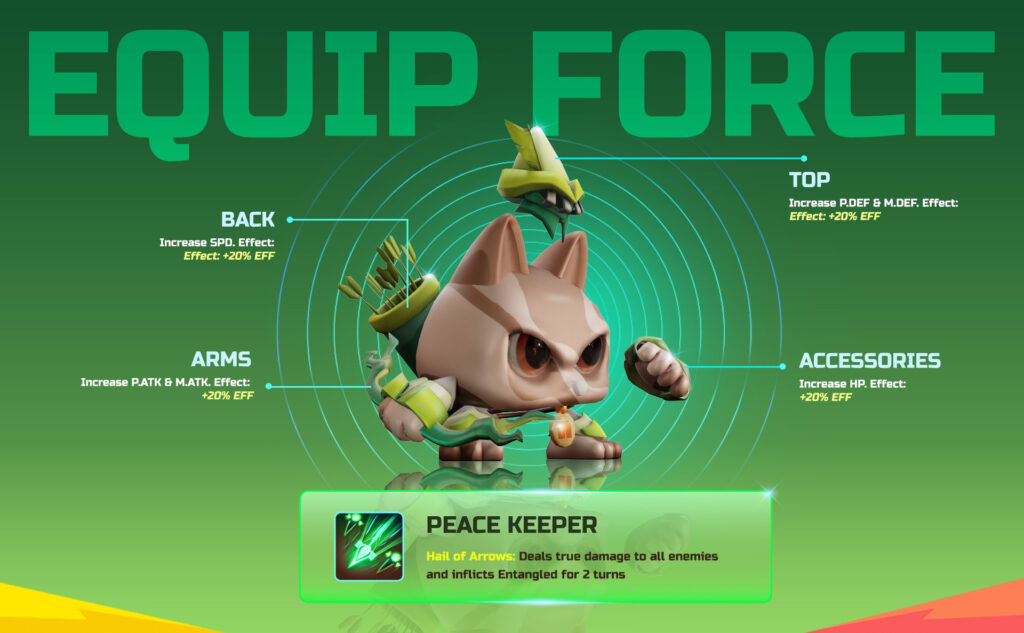 EQUIP FORCE
TOP
Increase P.DEF & M.DEF. Effect:
Effect: +20% EFF
BACK
Increase SPD. Effect:
Effect: +20% EFF
ARMS
Increase P.ATK & M.ATK. Effect:
+20% EFF
ACCESSORIES
Increase HP. Effect:
+20% EFF
PEACE KEEPER
Hail of Arrows: Deals true damage to all enemies
and inflicts Entangled for 2 turns